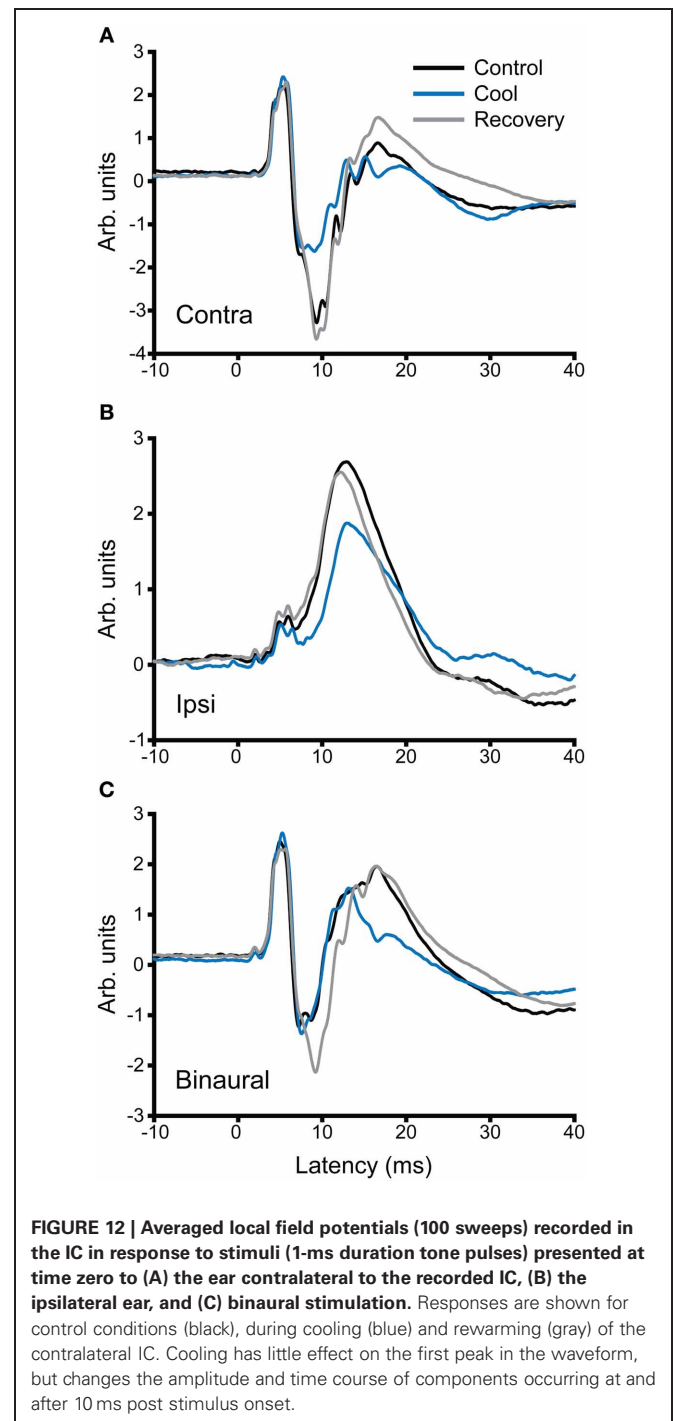 A
3
2
1
0
-1
-2
-3
-4
Arb. units
Control
Cool
Recovery
Contra
-10 0 10 20 30 40
B
3
2
1
0
-1
Arb. units
Ipsi
-10 0 10 20 30 40
C
3
2
1
0
-1
-2
-3
Arb. units
Binaural
-10 0 10 20 30 40
Latency (ms)
FIGURE 12 | Averaged local field potentials (100 sweeps) recorded in
the IC in response to stimuli (1-ms duration tone pulses) presented at
time zero to (A) the ear contralateral to the recorded IC, (B) the
ipsilateral ear, and (C) binaural stimulation. Responses are shown for
control conditions (black), during cooling (blue) and rewarming (gray) of the
contralateral IC. Cooling has little effect on the first peak in the waveform,
but changes the amplitude and time course of components occurring at and
after 10 ms post stimulus onset.